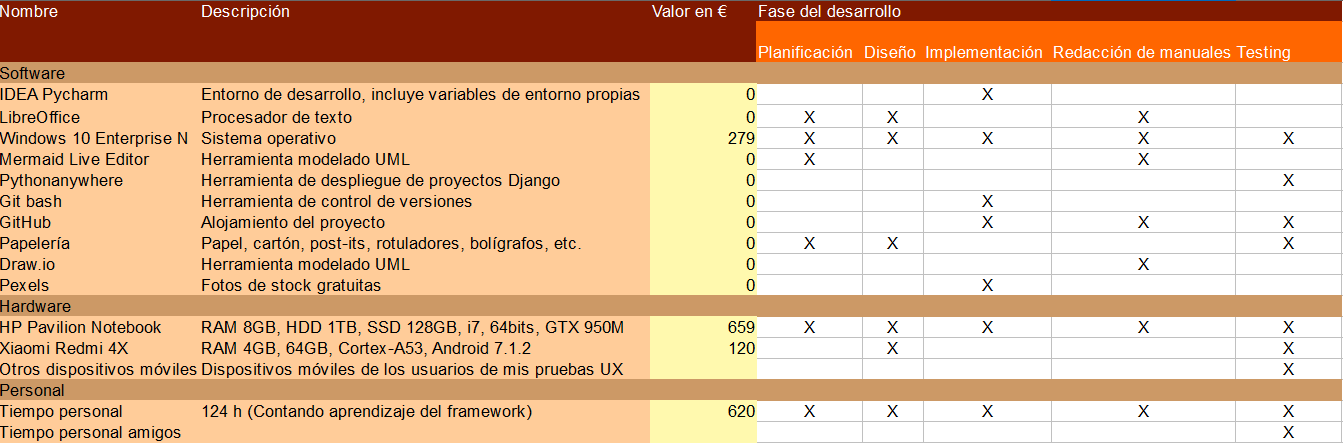 Nombre Descripción Valor en € Fase del desarrollo
Planificación Diseño Implementación Redacción de manuales Testing
Software
IDEA Pycharm Entorno de desarrollo, incluye variables de entorno propias 0 X
LibreOffice Procesador de texto 0 X X X
Windows 10 Enterprise N Sistema operativo 279 X X X X X
Mermaid Live Editor Herramienta modelado UML 0 X X
Pythonanywhere Herramienta de despliegue de proyectos Django 0 X
Git bash Herramienta de control de versiones 0 X
GitHub Alojamiento del proyecto 0 X X X
Papelería Papel, cartón, post-its, rotuladores, bolígrafos, etc. 0 X X X
Draw.io Herramienta modelado UML 0 X
Pexels Fotos de stock gratuitas 0 X
Hardware
HP Pavilion Notebook RAM 8GB, HDD 1TB, SSD 128GB, i7, 64bits, GTX 950M 659 X X X X X
Xiaomi Redmi 4X RAM 4GB, 64GB, Cortex-A53, Android 7.1.2 120 X X
Otros dispositivos móviles Dispositivos móviles de los usuarios de mis pruebas UX X
Personal
Tiempo personal 124 h (Contando aprendizaje del framework) 620 X X X X X
Tiempo personal amigos X